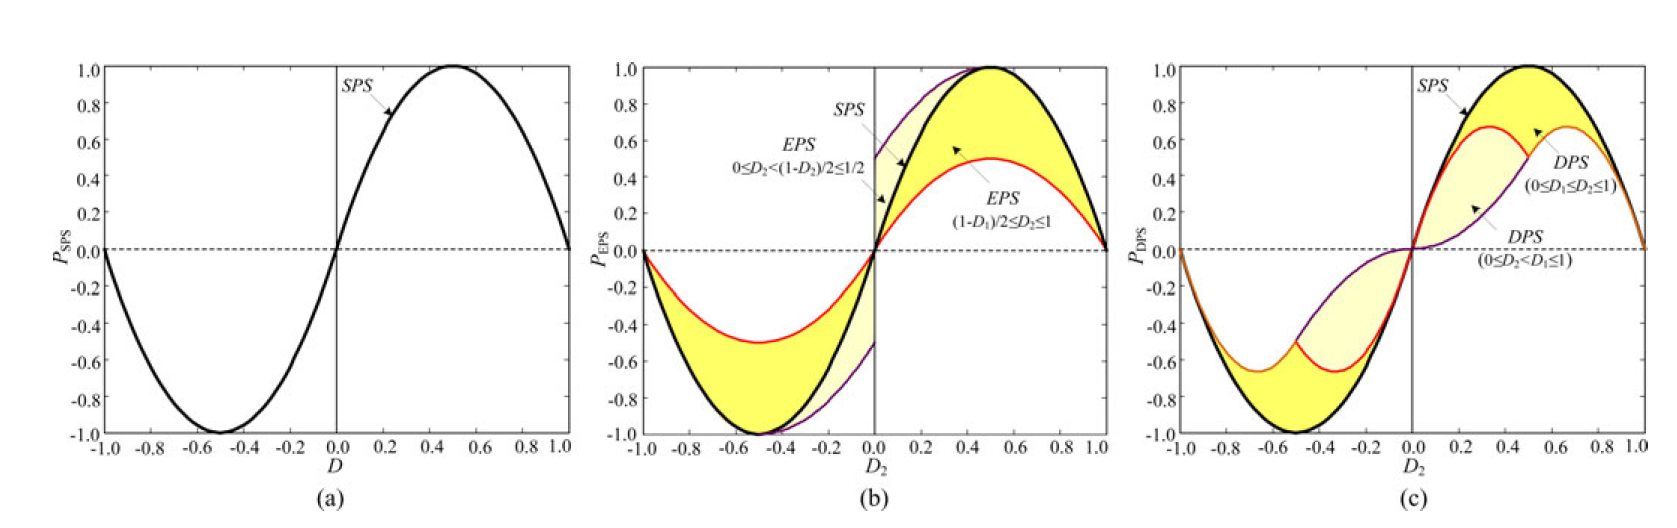 1.0
0.8
0.6
0.4
0.2
0.0
-0.2
-0.4
-0.6
-0.8
-1.0
P_SPS
SPS
-1.0 -0.8 -0.6 -0.4 -0.2 0.0 0.2 0.4 0.6 0.8 1.0
D
(a)
1.0
0.8
0.6
0.4
0.2
0.0
-0.2
-0.4
-0.6
-0.8
-1.0
P_EPS
SPS
EPS
0≤D₂<(1-D₂)/2≤1/2
EPS
(1-D₁)/2≤D₂≤1
-1.0 -0.8 -0.6 -0.4 -0.2 0.0 0.2 0.4 0.6 0.8 1.0
D₂
(b)
1.0
0.8
0.6
0.4
0.2
0.0
-0.2
-0.4
-0.6
-0.8
-1.0
P_DPS
SPS
DPS
(0≤D₁≤D₂≤1)
DPS
(0≤D₂<D₁≤1)
-1.0 -0.8 -0.6 -0.4 -0.2 0.0 0.2 0.4 0.6 0.8 1.0
D₂
(c)